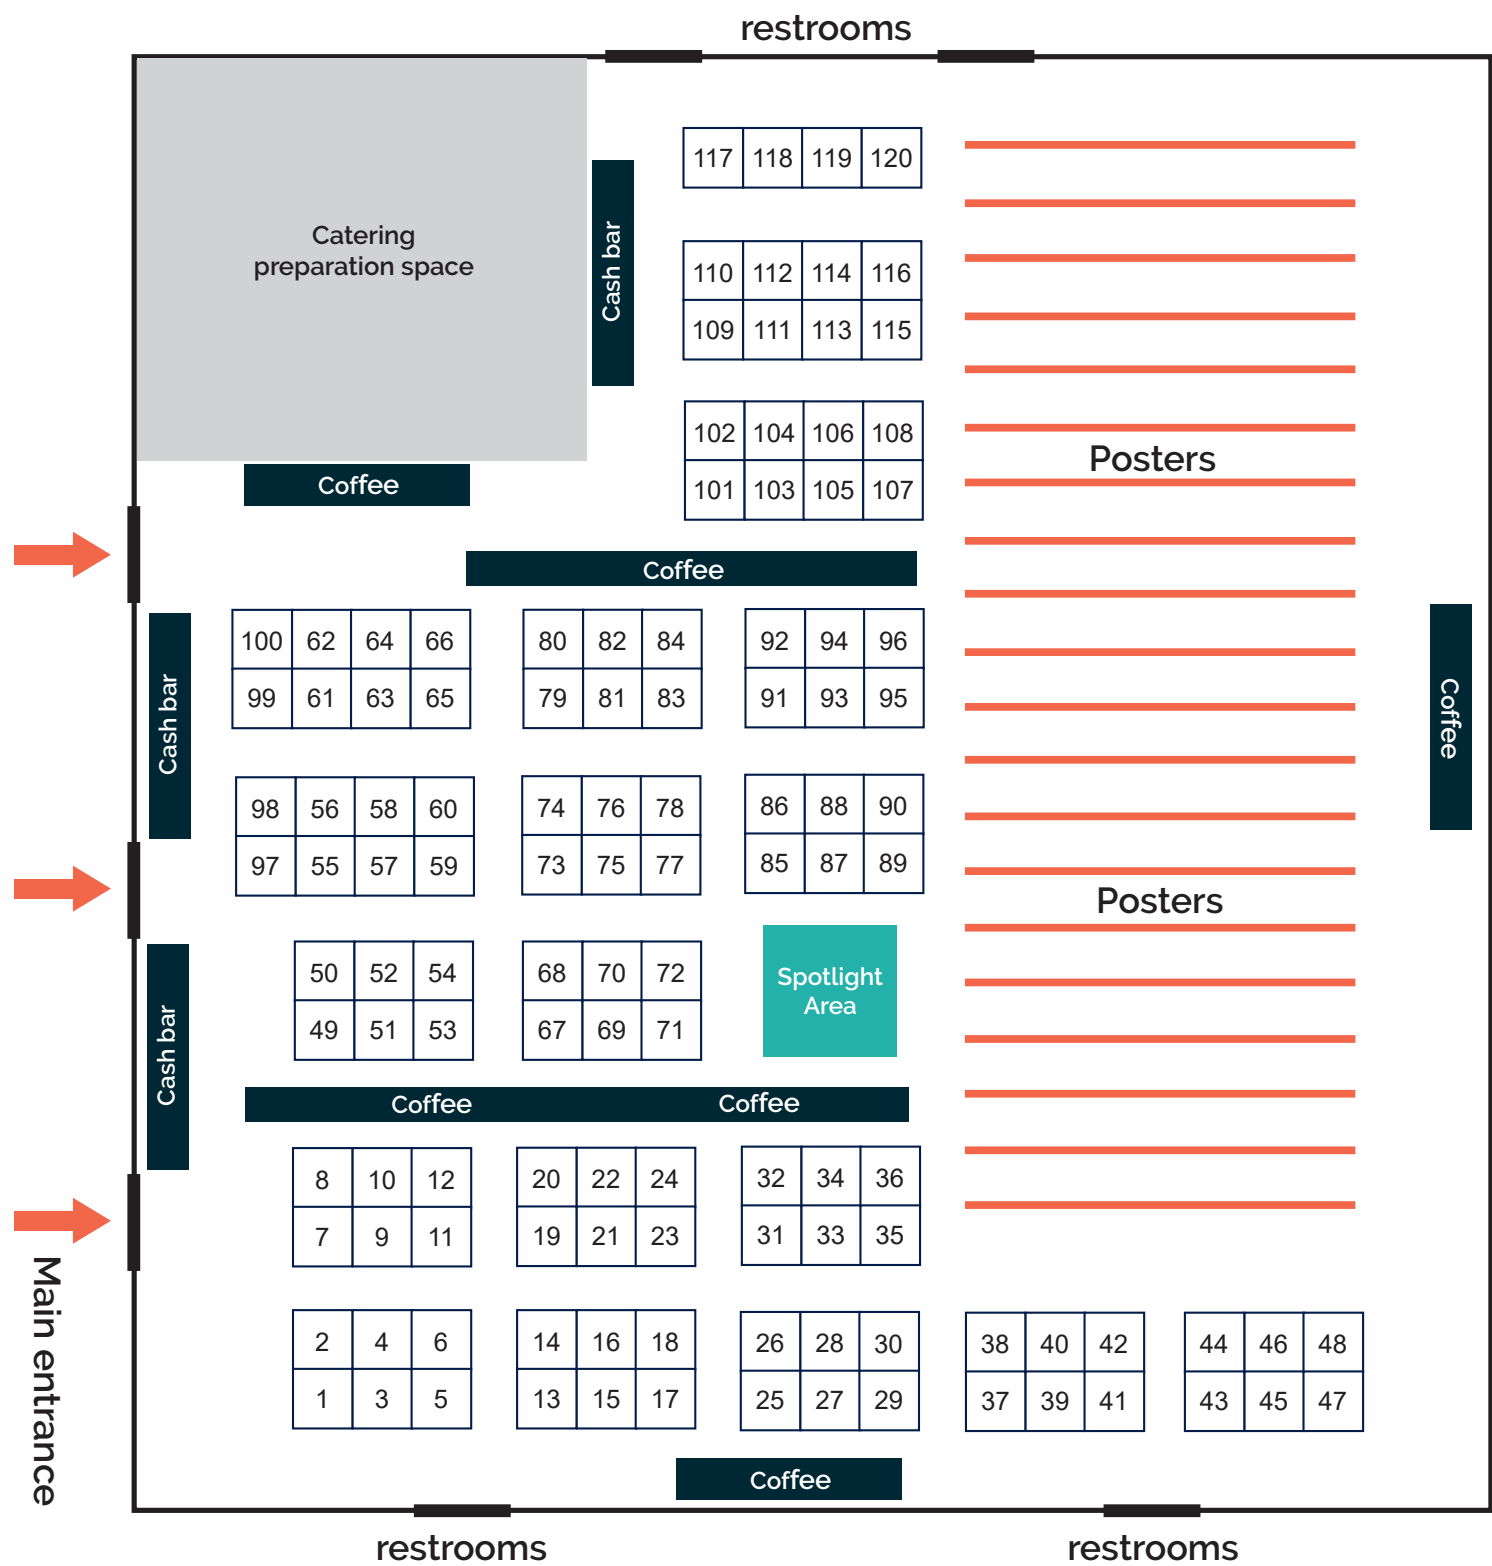 restrooms
Catering
preparation space
Cash bar
117 118 119 120
110 112 114 116
109 111 113 115
102 104 106 108
101 103 105 107
Posters
Coffee
Coffee
Cash bar
100 62 64 66
99 61 63 65
80 82 84
79 81 83
92 94 96
91 93 95
Coffee
98 56 58 60
97 55 57 59
74 76 78
73 75 77
86 88 90
85 87 89
Posters
Cash bar
50 52 54
49 51 53
68 70 72
67 69 71
Spotlight
Area
Coffee Coffee
8 10 12
7 9 11
20 22 24
19 21 23
32 34 36
31 33 35
Main entrance
2 4 6
1 3 5
14 16 18
13 15 17
26 28 30
25 27 29
38 40 42
37 39 41
44 46 48
43 45 47
Coffee
restrooms
restrooms